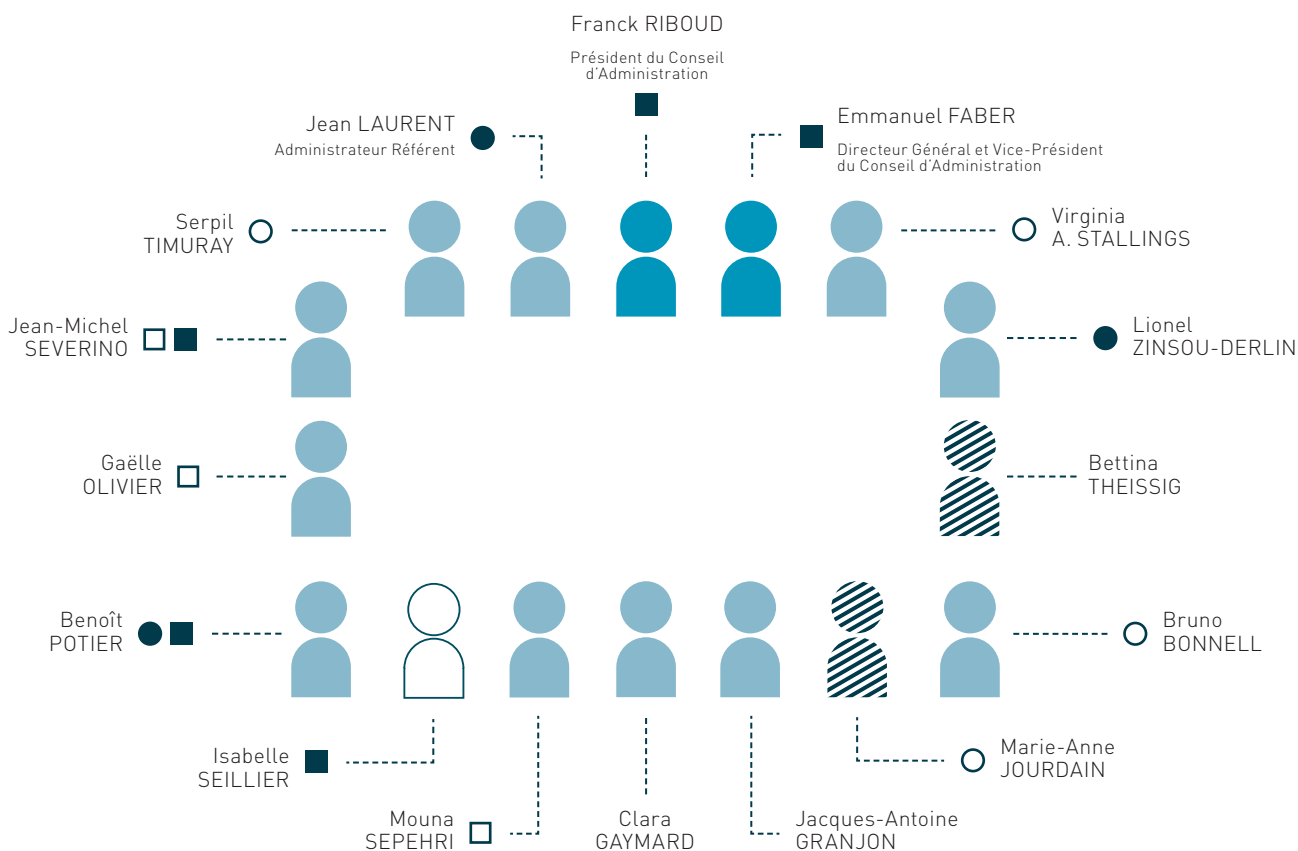 Franck RIBOUD
Président du Conseil
d'Administration
Jean LAURENT
Administrateur Référent
Emmanuel FABER
Directeur Général et Vice-Président
du Conseil d'Administration
Serpil
TIMURAY
Virginia
A. STALLINGS
Jean-Michel
SEVERINO
Lionel
ZINSOU-DERLIN
Gaëlle
OLIVIER
Bettina
THEISSIG
Benoît
POTIER
Bruno
BONNELL
Isabelle
SEILLIER
Marie-Anne
JOURDAIN
Mouna
SEPEHRI
Clara
GAYMARD
Jacques-Antoine
GRANJON